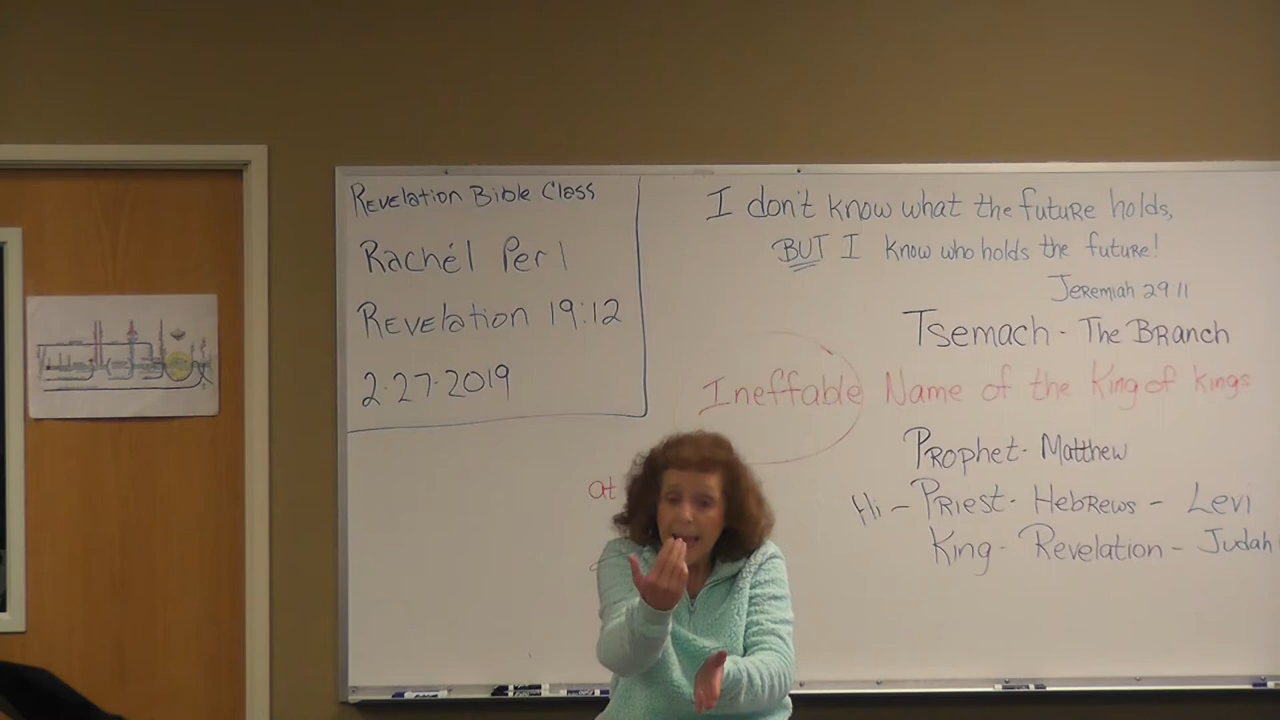 Revelation Bible Class
Rachél Perl
Revelation 19:12
2.27.2019
I don't know what the future holds,
BUT I know who holds the future!
Jeremiah 29 11
Tsemach - The Branch
Ineffable Name of the King of Kings
Prophet - Matthew
at
Hi - Priest - Hebrews - Levi
King - Revelation - Judah